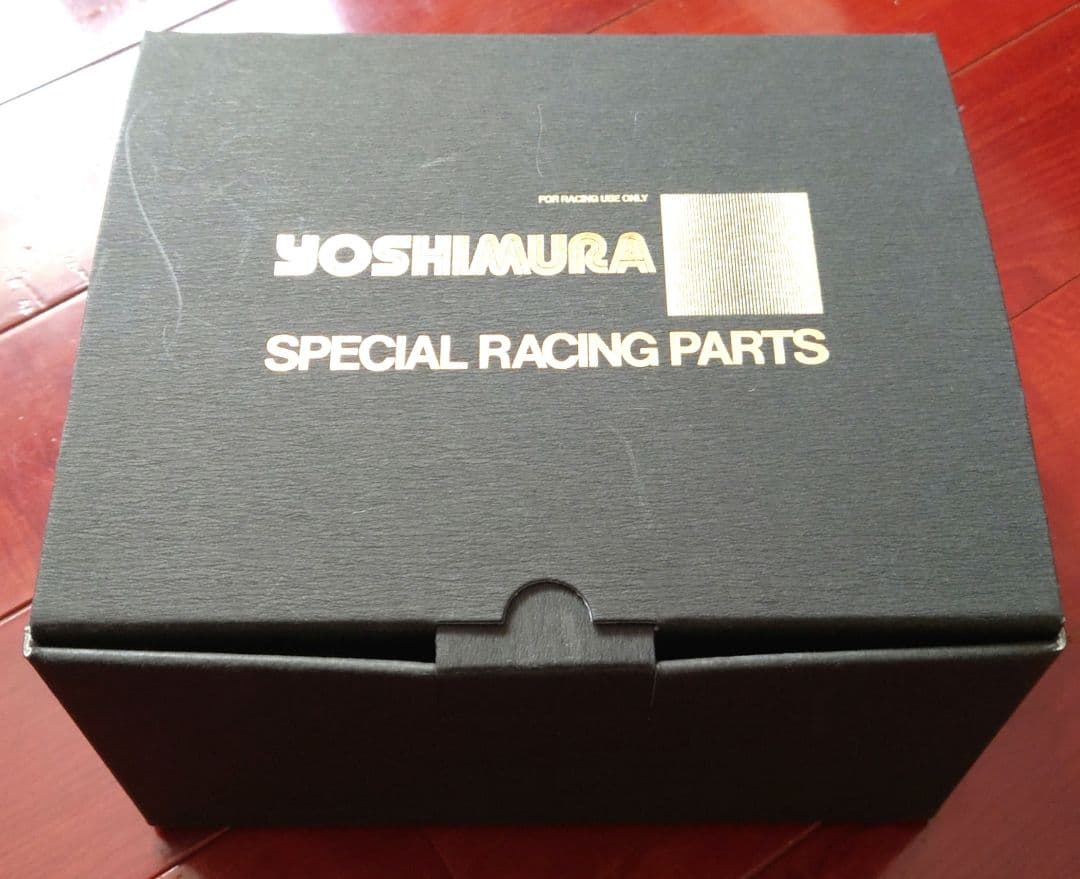 FOR RACING USE ONLY
YOSHIMURA
SPECIAL RACING PARTS